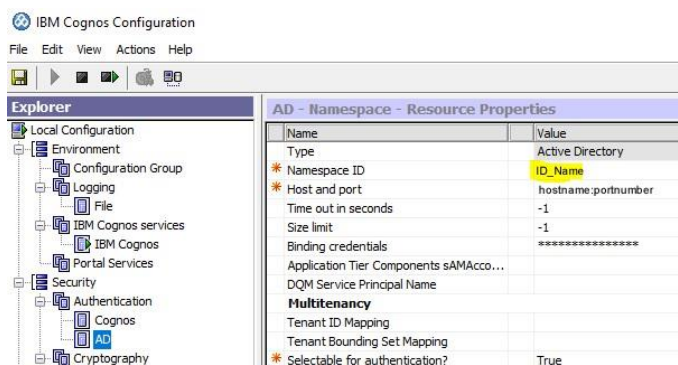 IBM Cognos Configuration
File Edit View Actions Help
Explorer
Local Configuration
Environment
Configuration Group
Logging
File
IBM Cognos services
IBM Cognos
Portal Services
Security
Authentication
Cognos
AD
Cryptography
AD - Namespace - Resource Properties
Name Value
Type Active Directory
* Namespace ID ID_Name
* Host and port hostname:portnumber
Time out in seconds -1
Size limit -1
Binding credentials ***************
Application Tier Components sAMAcco...
DQM Service Principal Name
Multitenancy
Tenant ID Mapping
Tenant Bounding Set Mapping
* Selectable for authentication? True